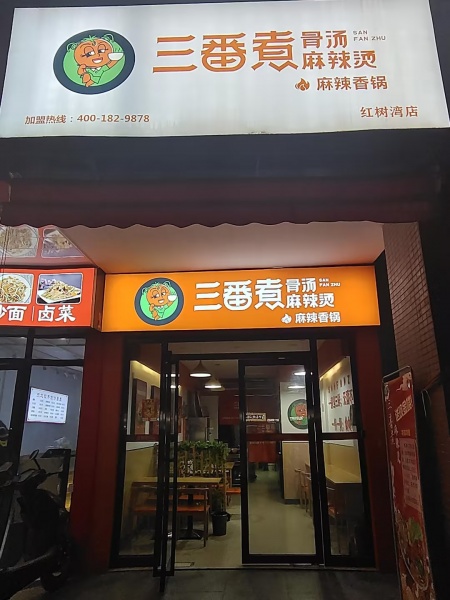 三番煮
骨汤
麻辣烫
SAN
FAN ZHU
麻辣香锅
加盟热线：400-182-9878
红树湾店
三番煮
骨汤
麻辣烫
SAN
FAN ZHU
麻辣香锅
面|卤菜